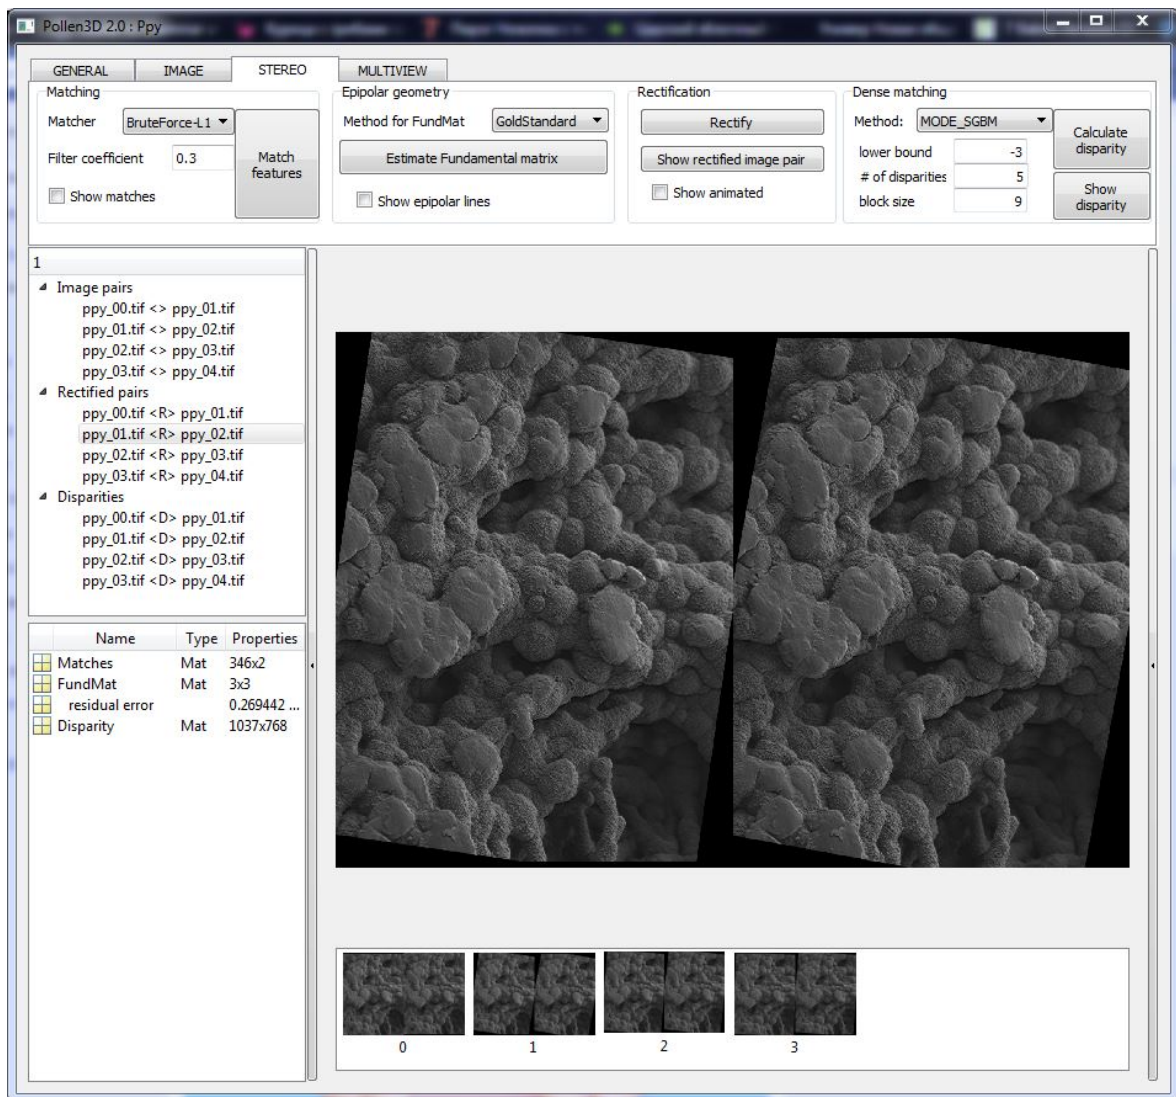 Pollen3D 2.0 : Ppy
GENERAL IMAGE STEREO MULTIVIEW
Matching
Matcher BruteForce-L1
Filter coefficient 0.3
Match features
Show matches
Epipolar geometry
Method for FundMat GoldStandard
Estimate Fundamental matrix
Show epipolar lines
Rectification
Rectify
Show rectified image pair
Show animated
Dense matching
Method: MODE_SGBM
lower bound -3
# of disparities 5
block size 9
Calculate disparity
Show disparity
1
Image pairs
ppy_00.tif <> ppy_01.tif
ppy_01.tif <> ppy_02.tif
ppy_02.tif <> ppy_03.tif
ppy_03.tif <> ppy_04.tif
Rectified pairs
ppy_00.tif <R> ppy_01.tif
ppy_01.tif <R> ppy_02.tif
ppy_02.tif <R> ppy_03.tif
ppy_03.tif <R> ppy_04.tif
Disparities
ppy_00.tif <D> ppy_01.tif
ppy_01.tif <D> ppy_02.tif
ppy_02.tif <D> ppy_03.tif
ppy_03.tif <D> ppy_04.tif
Name Type Properties
Matches Mat 346x2
FundMat Mat 3x3
residual error 0.269442 ...
Disparity Mat 1037x768
0 1 2 3